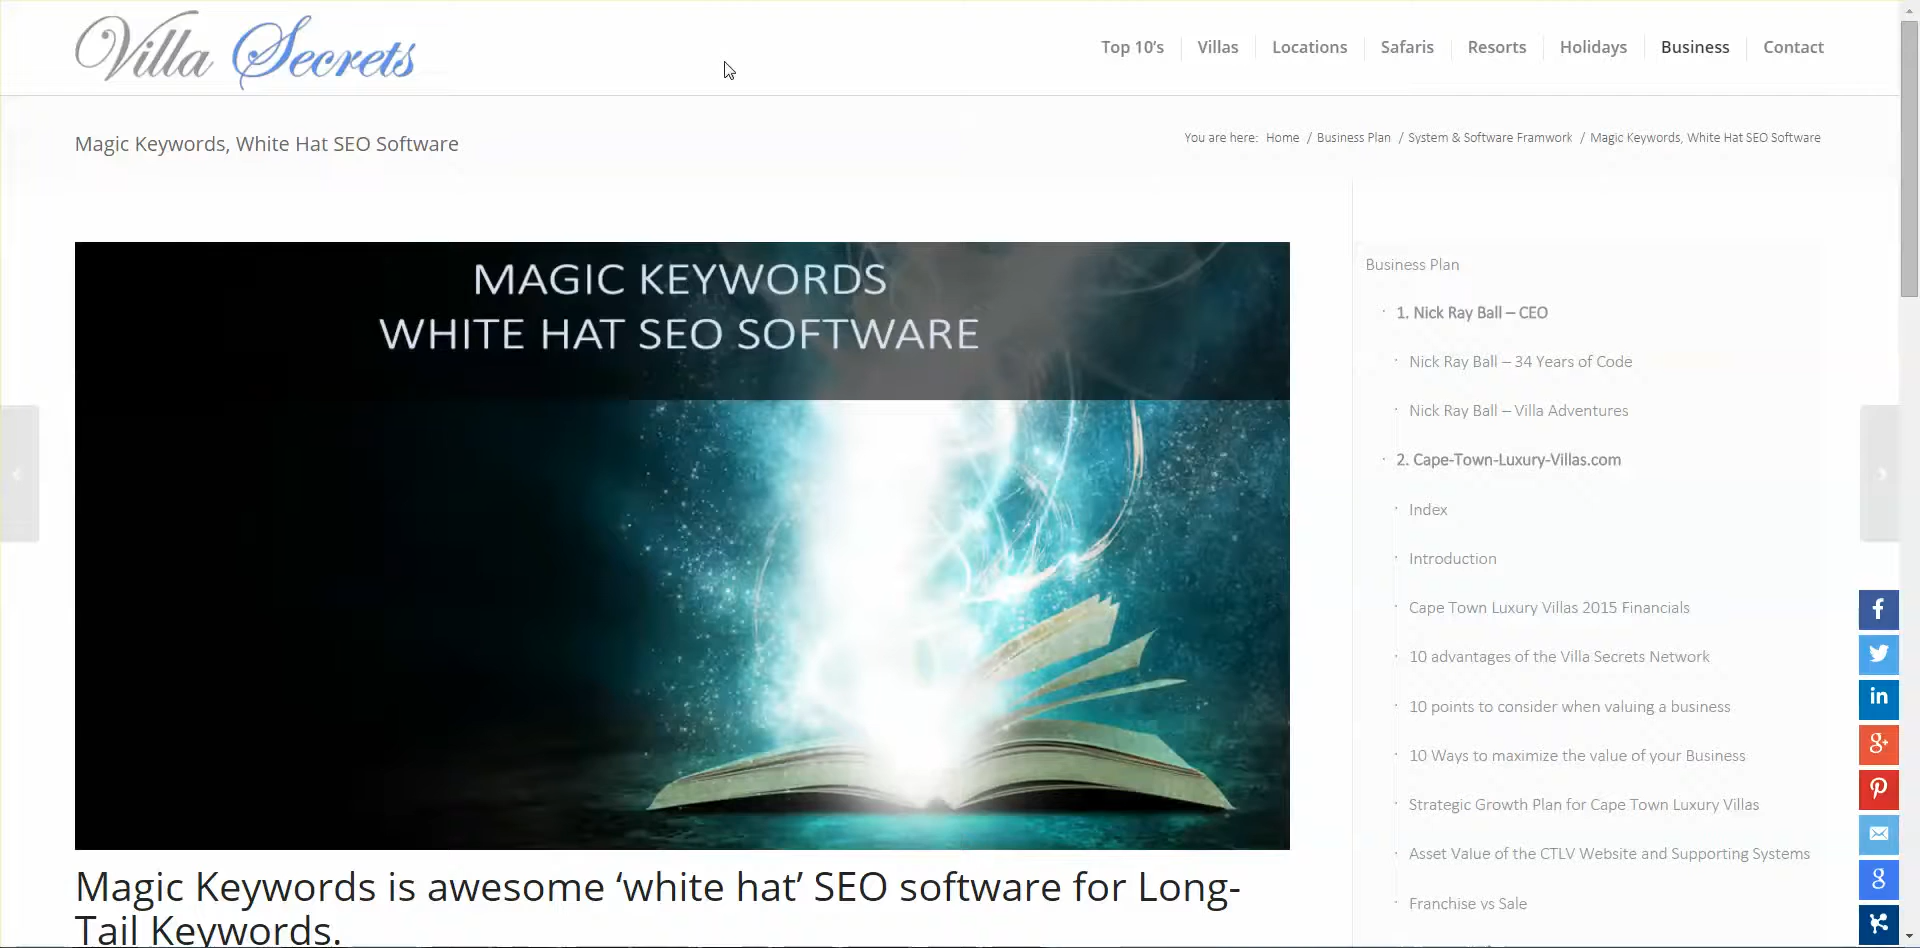 Villa Secrets
Top 10's
Villas
Locations
Safaris
Resorts
Holidays
Business
Contact
Magic Keywords, White Hat SEO Software
You are here: Home / Business Plan / System & Software Framwork / Magic Keywords, White Hat SEO Software
MAGIC KEYWORDS
WHITE HAT SEO SOFTWARE
Magic Keywords is awesome ‘white hat’ SEO software for Long-
Tail Keywords.
Business Plan
1. Nick Ray Ball – CEO
Nick Ray Ball – 34 Years of Code
Nick Ray Ball – Villa Adventures
2. Cape-Town-Luxury-Villas.com
Index
Introduction
Cape Town Luxury Villas 2015 Financials
10 advantages of the Villa Secrets Network
10 points to consider when valuing a business
10 Ways to maximize the value of your Business
Strategic Growth Plan for Cape Town Luxury Villas
Asset Value of the CTLV Website and Supporting Systems
Franchise vs Sale